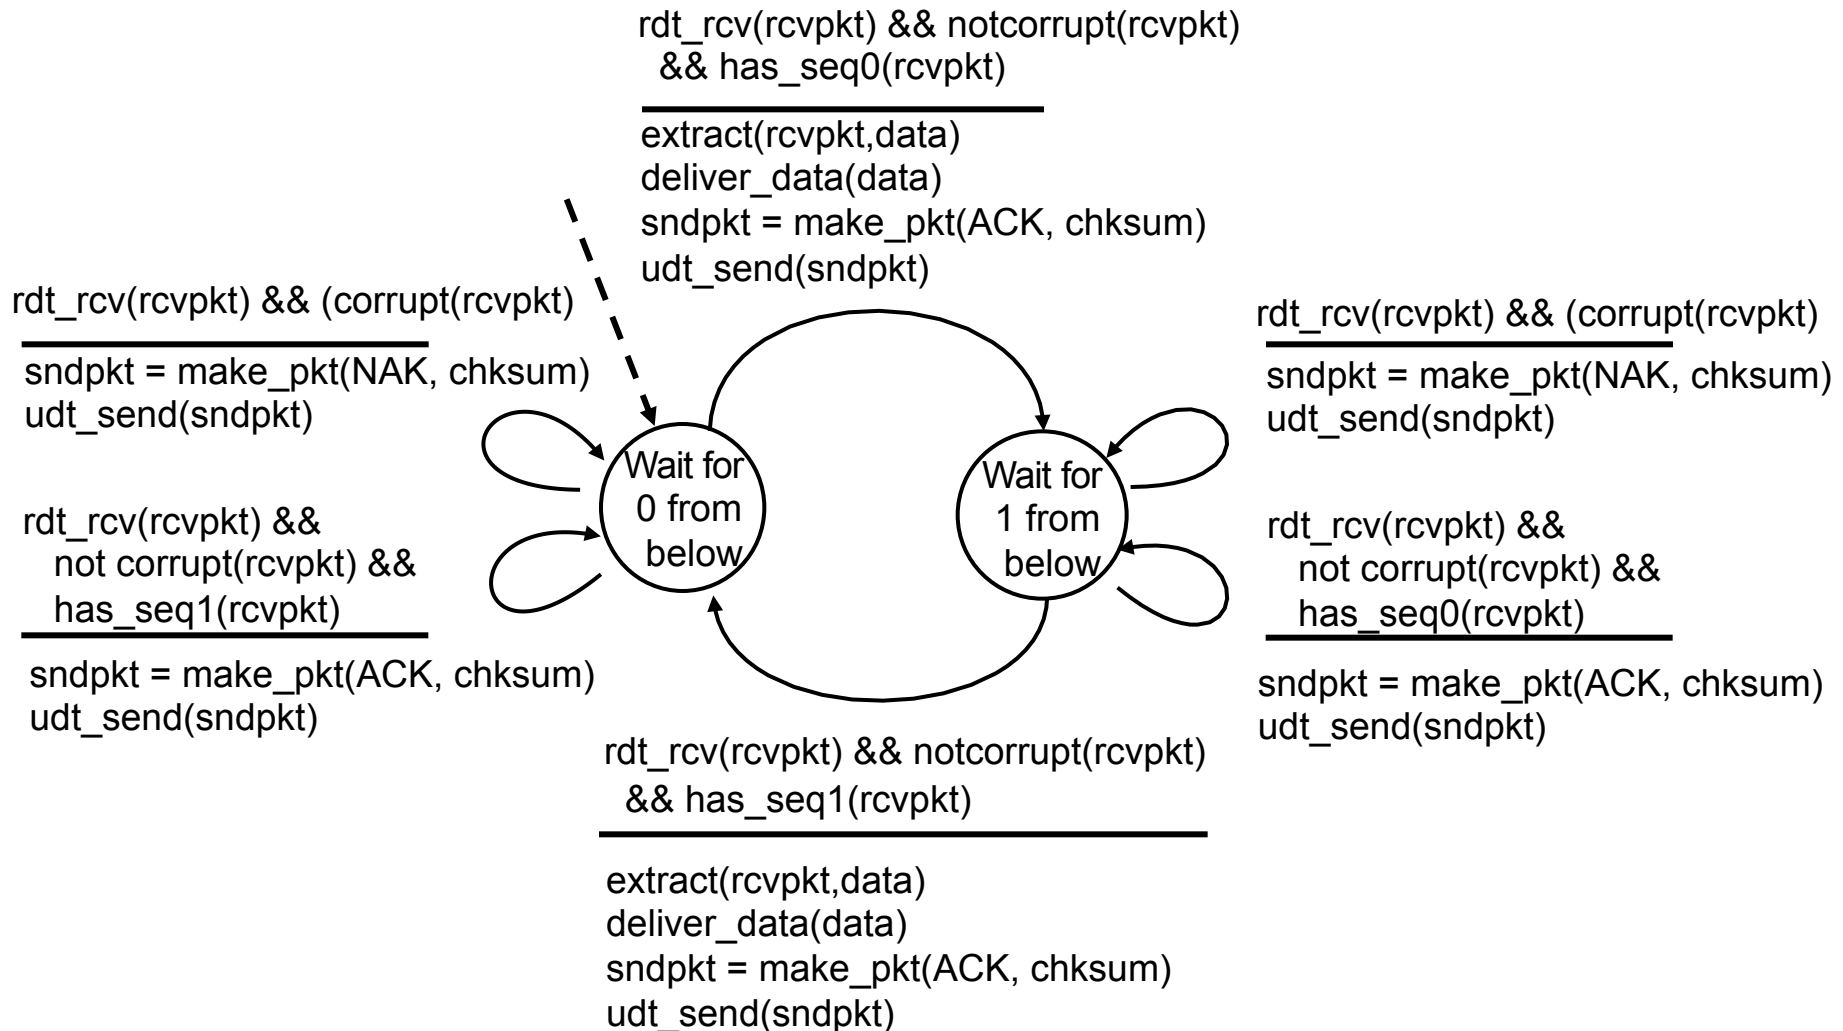 rdt_rcv(rcvpkt) && notcorrupt(rcvpkt)
&& has_seq0(rcvpkt)
extract(rcvpkt,data)
deliver_data(data)
sndpkt = make_pkt(ACK, chksum)
udt_send(sndpkt)
rdt_rcv(rcvpkt) && (corrupt(rcvpkt)
sndpkt = make_pkt(NAK, chksum)
udt_send(sndpkt)
rdt_rcv(rcvpkt) &&
not corrupt(rcvpkt) &&
has_seq1(rcvpkt)
sndpkt = make_pkt(ACK, chksum)
udt_send(sndpkt)
Wait for
0 from
below
Wait for
1 from
below
rdt_rcv(rcvpkt) && (corrupt(rcvpkt)
sndpkt = make_pkt(NAK, chksum)
udt_send(sndpkt)
rdt_rcv(rcvpkt) &&
not corrupt(rcvpkt) &&
has_seq0(rcvpkt)
sndpkt = make_pkt(ACK, chksum)
udt_send(sndpkt)
rdt_rcv(rcvpkt) && notcorrupt(rcvpkt)
&& has_seq1(rcvpkt)
extract(rcvpkt,data)
deliver_data(data)
sndpkt = make_pkt(ACK, chksum)
udt_send(sndpkt)